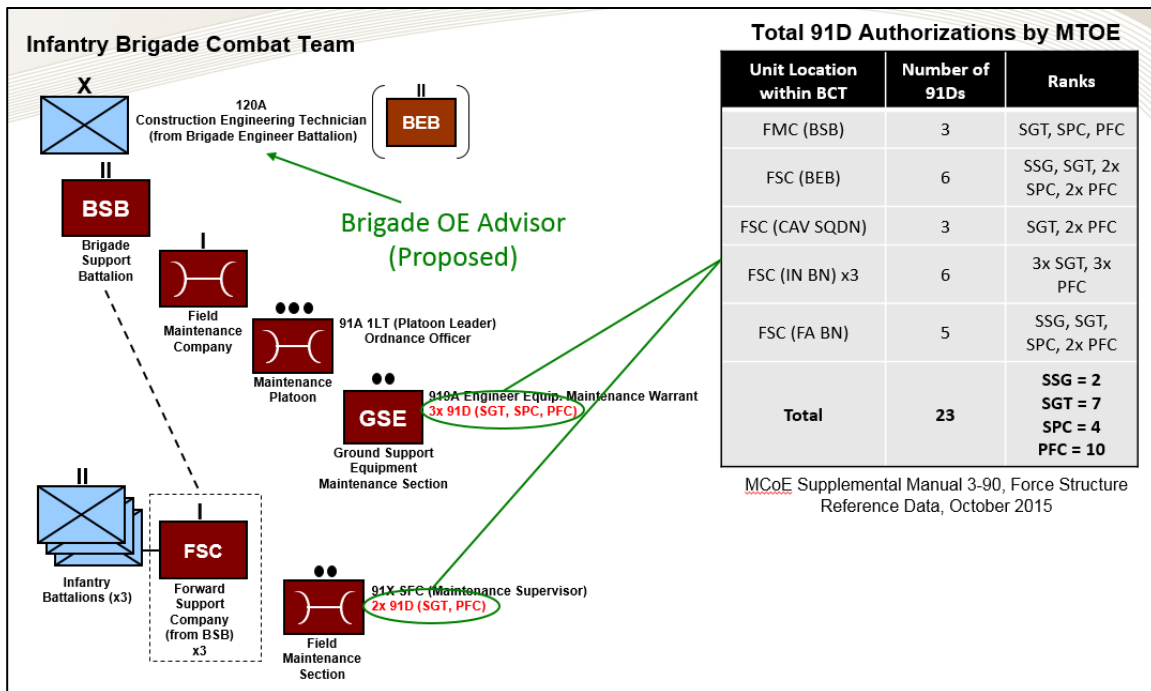 Infantry Brigade Combat Team
X
120A
Construction Engineering Technician
(from Brigade Engineer Battalion)
II
BEB
II
BSB
Brigade
Support
Battalion
Brigade OE Advisor
(Proposed)
I
Field
Maintenance
Company
●●●
91A 1LT (Platoon Leader)
Ordnance Officer
Maintenance
Platoon
●●
919A Engineer Equip. Maintenance Warrant
3x 91D (SGT, SPC, PFC)
GSE
Ground Support
Equipment
Maintenance Section
II
Infantry
Battalions (x3)
I
FSC
Forward
Support
Company
(from BSB)
x3
●●
91X SFC (Maintenance Supervisor)
2x 91D (SGT, PFC)
Field
Maintenance
Section
Total 91D Authorizations by MTOE
Unit Location within BCT Number of 91Ds Ranks
FMC (BSB) 3 SGT, SPC, PFC
FSC (BEB) 6 SSG, SGT, 2x SPC, 2x PFC
FSC (CAV SQDN) 3 SGT, 2x PFC
FSC (IN BN) x3 6 3x SGT, 3x PFC
FSC (FA BN) 5 SSG, SGT, SPC, 2x PFC
Total 23 SSG = 2
SGT = 7
SPC = 4
PFC = 10
MCoE Supplemental Manual 3-90, Force Structure
Reference Data, October 2015